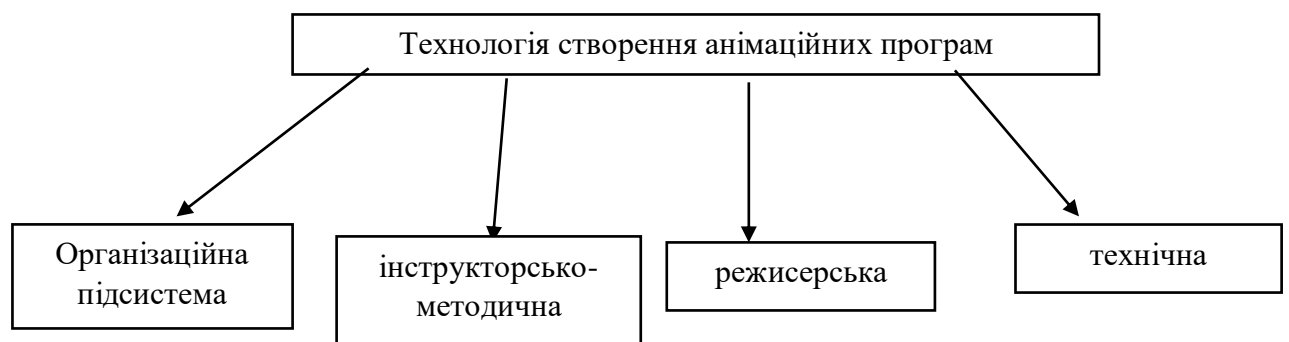 Технологія створення анімаційних програм
Організаційна
підсистема
інструкторсько-
методична
режисерська
технічна